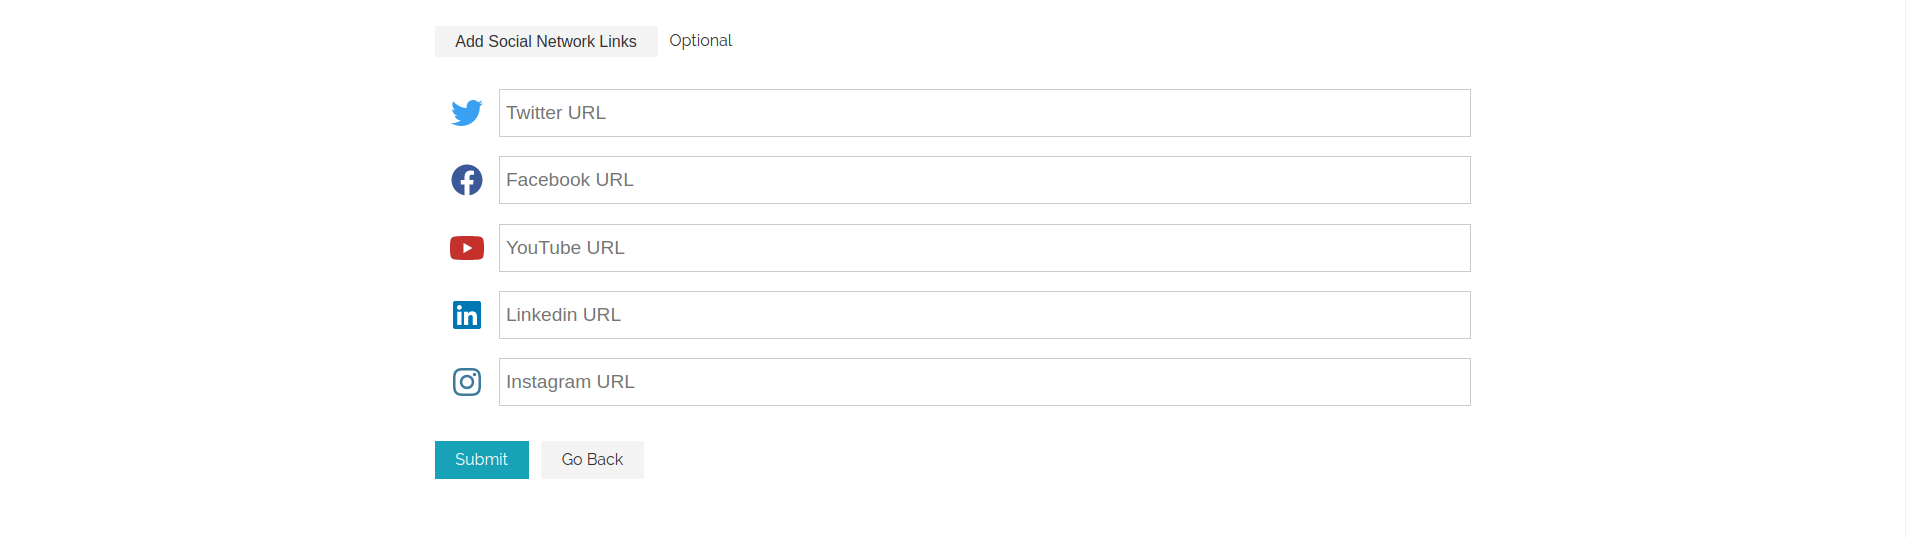 Add Social Network Links Optional
Twitter URL
Facebook URL
YouTube URL
Linkedin URL
Instagram URL
Submit Go Back